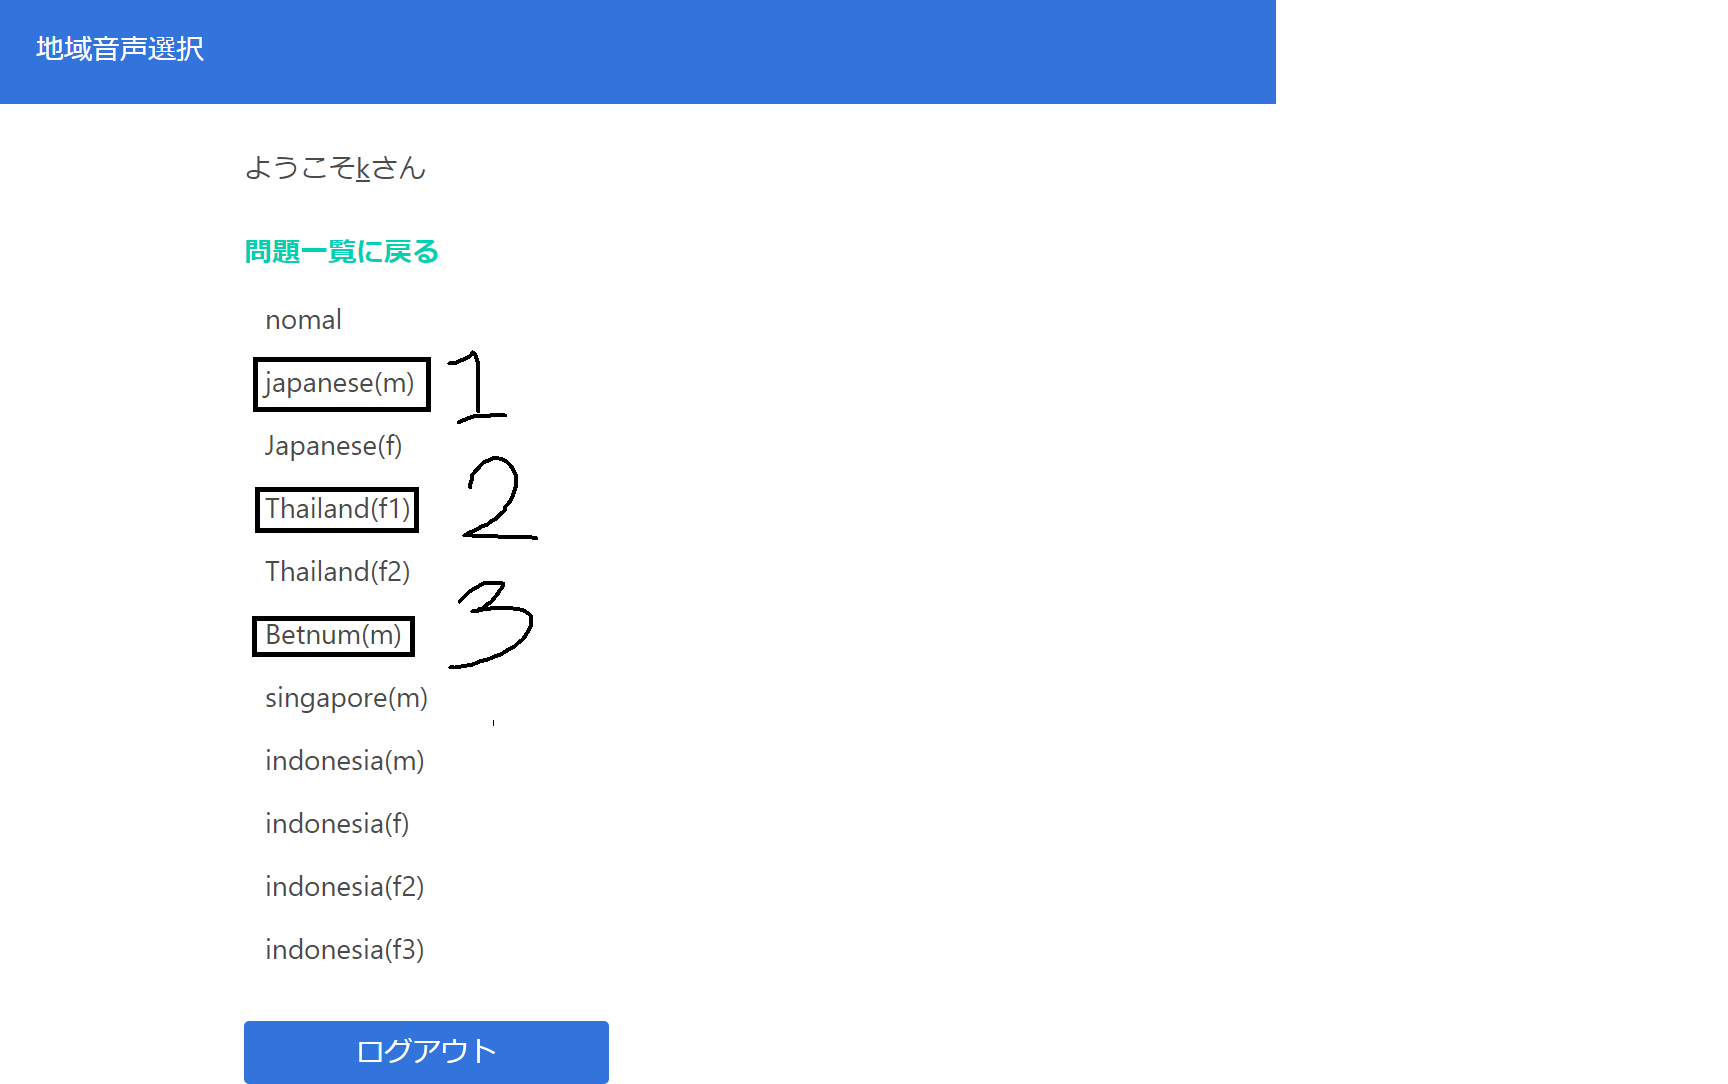 地域音声選択
ようこそkさん
問題一覧に戻る
nomal
japanese(m) 1
Japanese(f)
Thailand(f1) 2
Thailand(f2)
Betnum(m) 3
singapore(m)
indonesia(m)
indonesia(f)
indonesia(f2)
indonesia(f3)
ログアウト